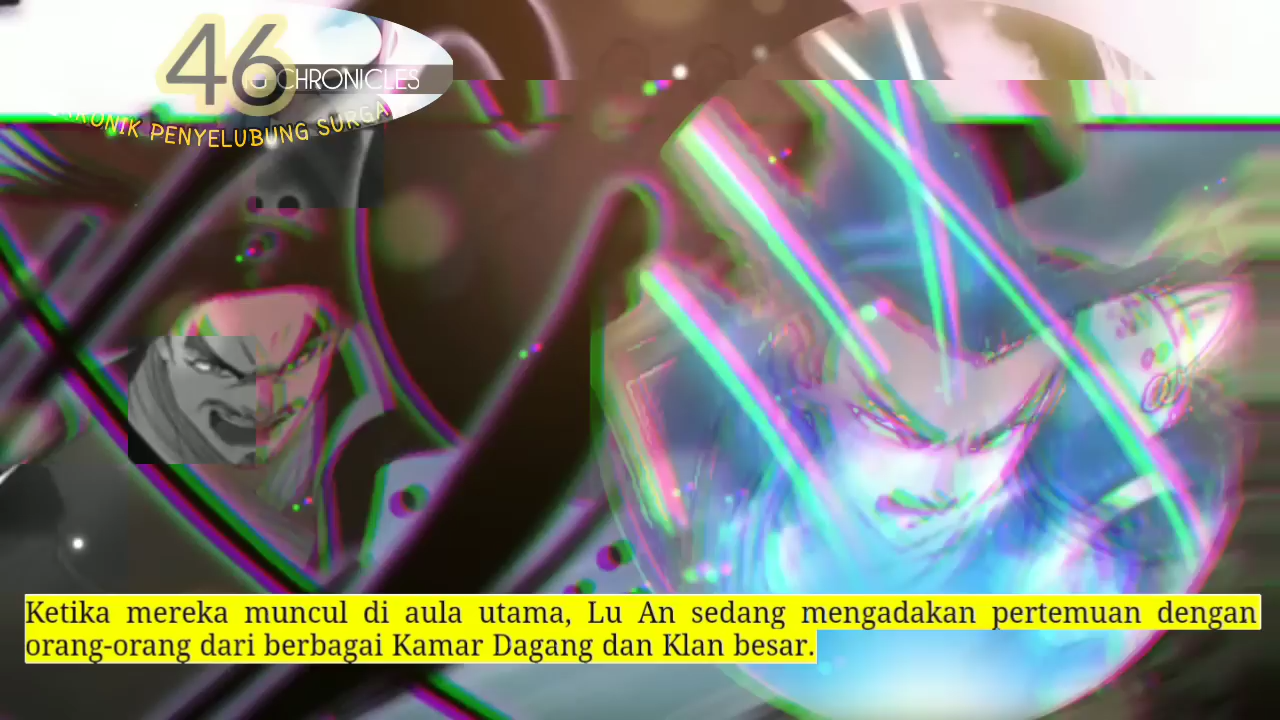 46
G CHRONICLES
RONIK PENYELUBUNG SURGA
Ketika mereka muncul di aula utama, Lu An sedang mengadakan pertemuan dengan
orang-orang dari berbagai Kamar Dagang dan Klan besar.